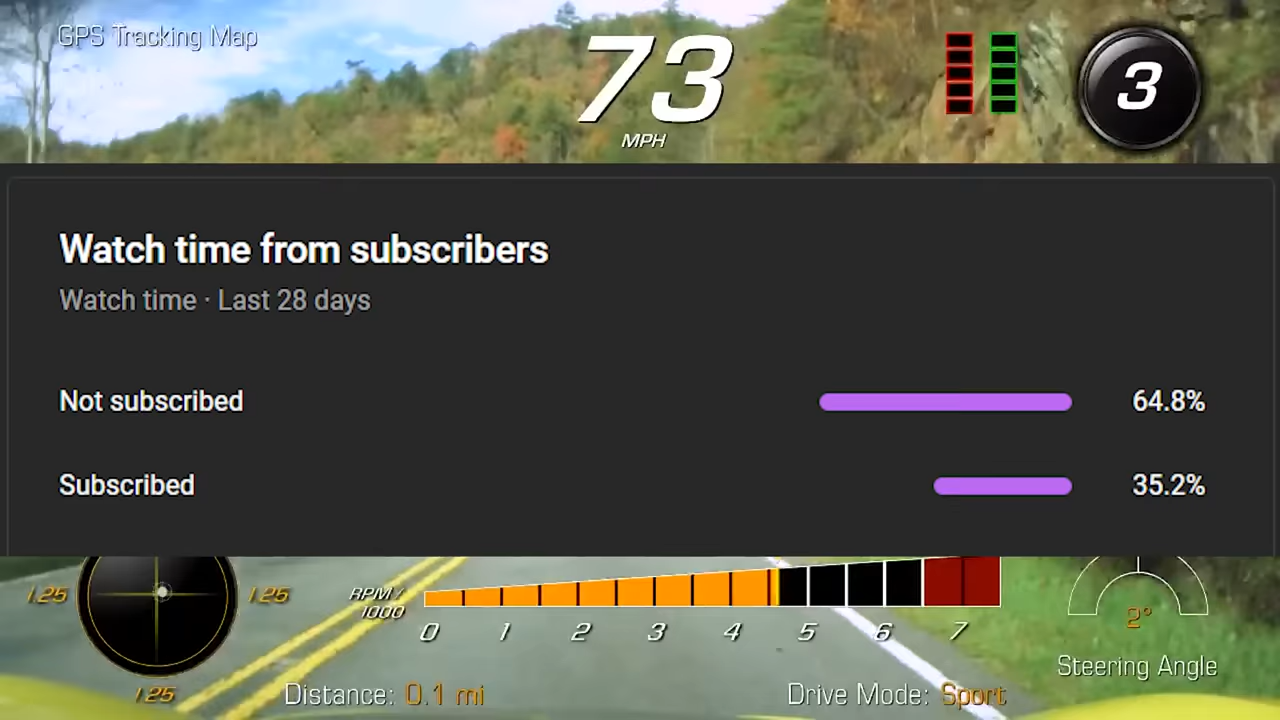 GPS Tracking Map
73
MPH
3
Watch time from subscribers
Watch time · Last 28 days
Not subscribed 64.8%
Subscribed 35.2%
1.25 1.25
1.25
RPM /
1000
0 1 2 3 4 5 6 7
2°
Steering Angle
Distance: 0.1 mi
Drive Mode: Sport